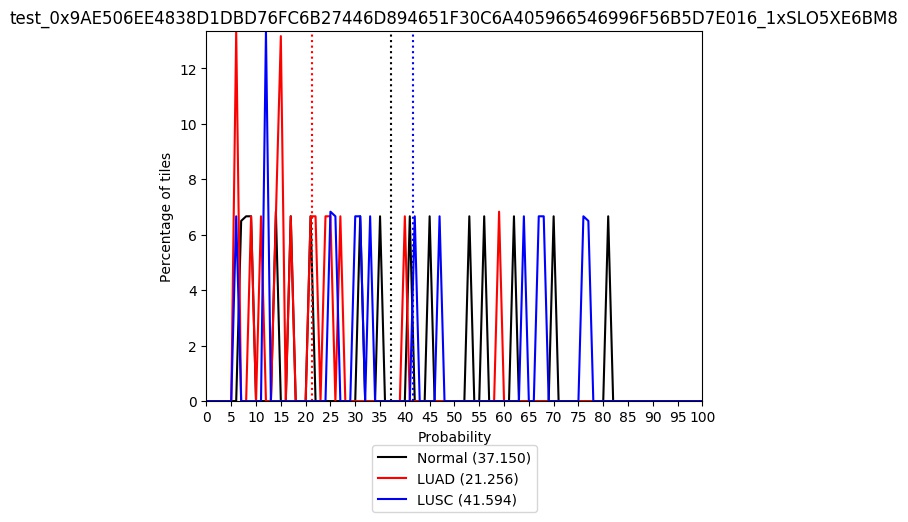 test_0x9AE506EE4838D1DBD76FC6B27446D894651F30C6A405966546996F56B5D7E016_1xSLO5XE6BM8
12
10
8
6
4
2
0
Percentage of tiles
0 5 10 15 20 25 30 35 40 45 50 55 60 65 70 75 80 85 90 95 100
Probability
Normal (37.150)
LUAD (21.256)
LUSC (41.594)